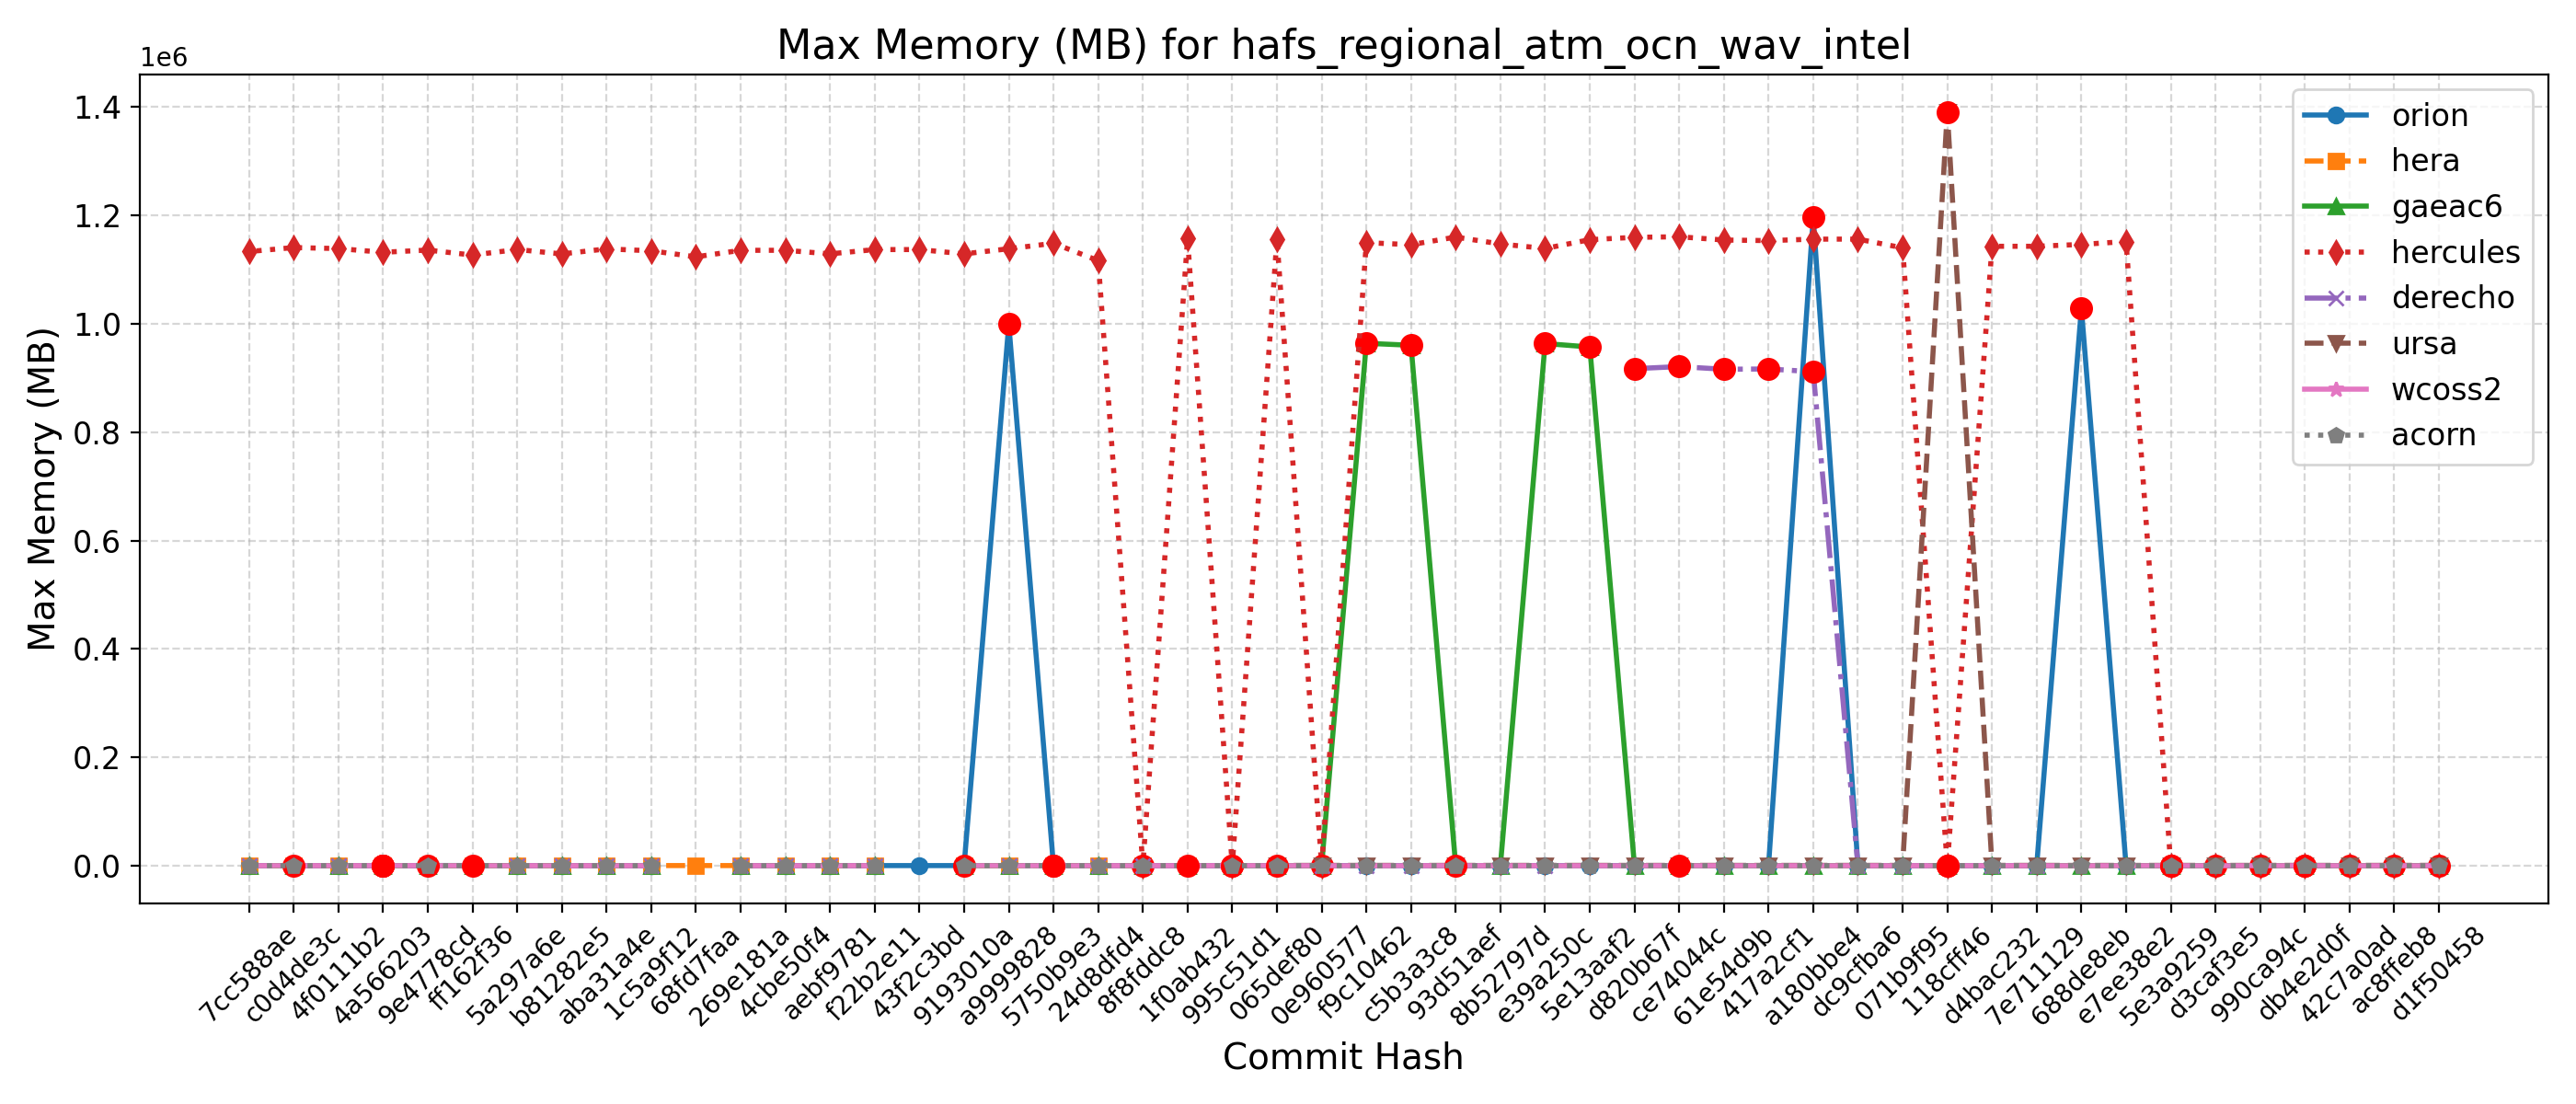 Max Memory (MB) for hafs_regional_atm_ocn_wav_intel
1e6
1.4
1.2
1.0
0.8
0.6
0.4
0.2
0.0
Max Memory (MB)
orion
hera
gaeac6
hercules
derecho
ursa
wcoss2
acorn
7cc588ae
c0d4de3c
4f0111b2
4a566203
9e4778cd
ff162f36
5a297a6e
b81282e5
aba31a4e
1c5a9f12
68fd7faa
269e181a
4cbe50f4
aebf9781
f22b2e11
43f2c3bd
9193010a
a9999828
5750b9e3
24d8dfd4
8f8fddc8
1f0ab432
995c51d1
065def80
0e960577
f9c10462
c5b3a3c8
93d51aef
8b52797d
e39a250c
5e13aaf2
d820b67f
ce74044c
61e54d9b
417a2cf1
a180bbe4
dc9cfba6
071b9f95
118cff46
d4bac232
7e711129
688de8eb
e7ee38e2
5e3a9259
d3caf3e5
990ca94c
db4e2d0f
42c7a0ad
ac8ffeb8
d1f50458
Commit Hash